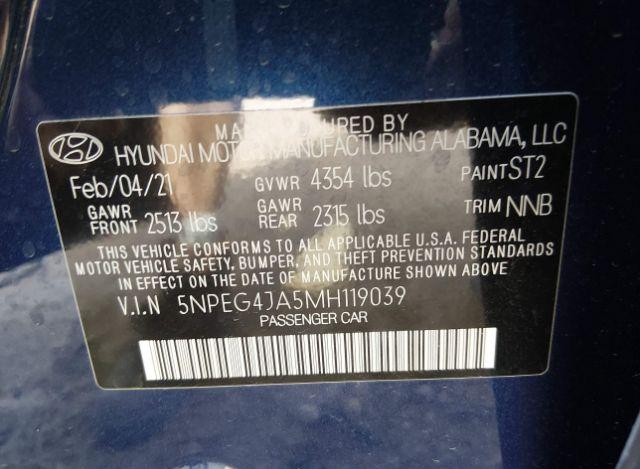 MANUFACTURED BY
HYUNDAI MOTOR MANUFACTURING ALABAMA, LLC
Feb/04/21 GVWR 4354 lbs PAINT ST2
GAWR FRONT 2513 lbs GAWR REAR 2315 lbs TRIM NNB
THIS VEHICLE CONFORMS TO ALL APPLICABLE U.S.A. FEDERAL
MOTOR VEHICLE SAFETY, BUMPER, AND THEFT PREVENTION STANDARDS
IN EFFECT ON THE DATE OF MANUFACTURE SHOWN ABOVE
V.I.N 5NPEG4JA5MH119039
PASSENGER CAR